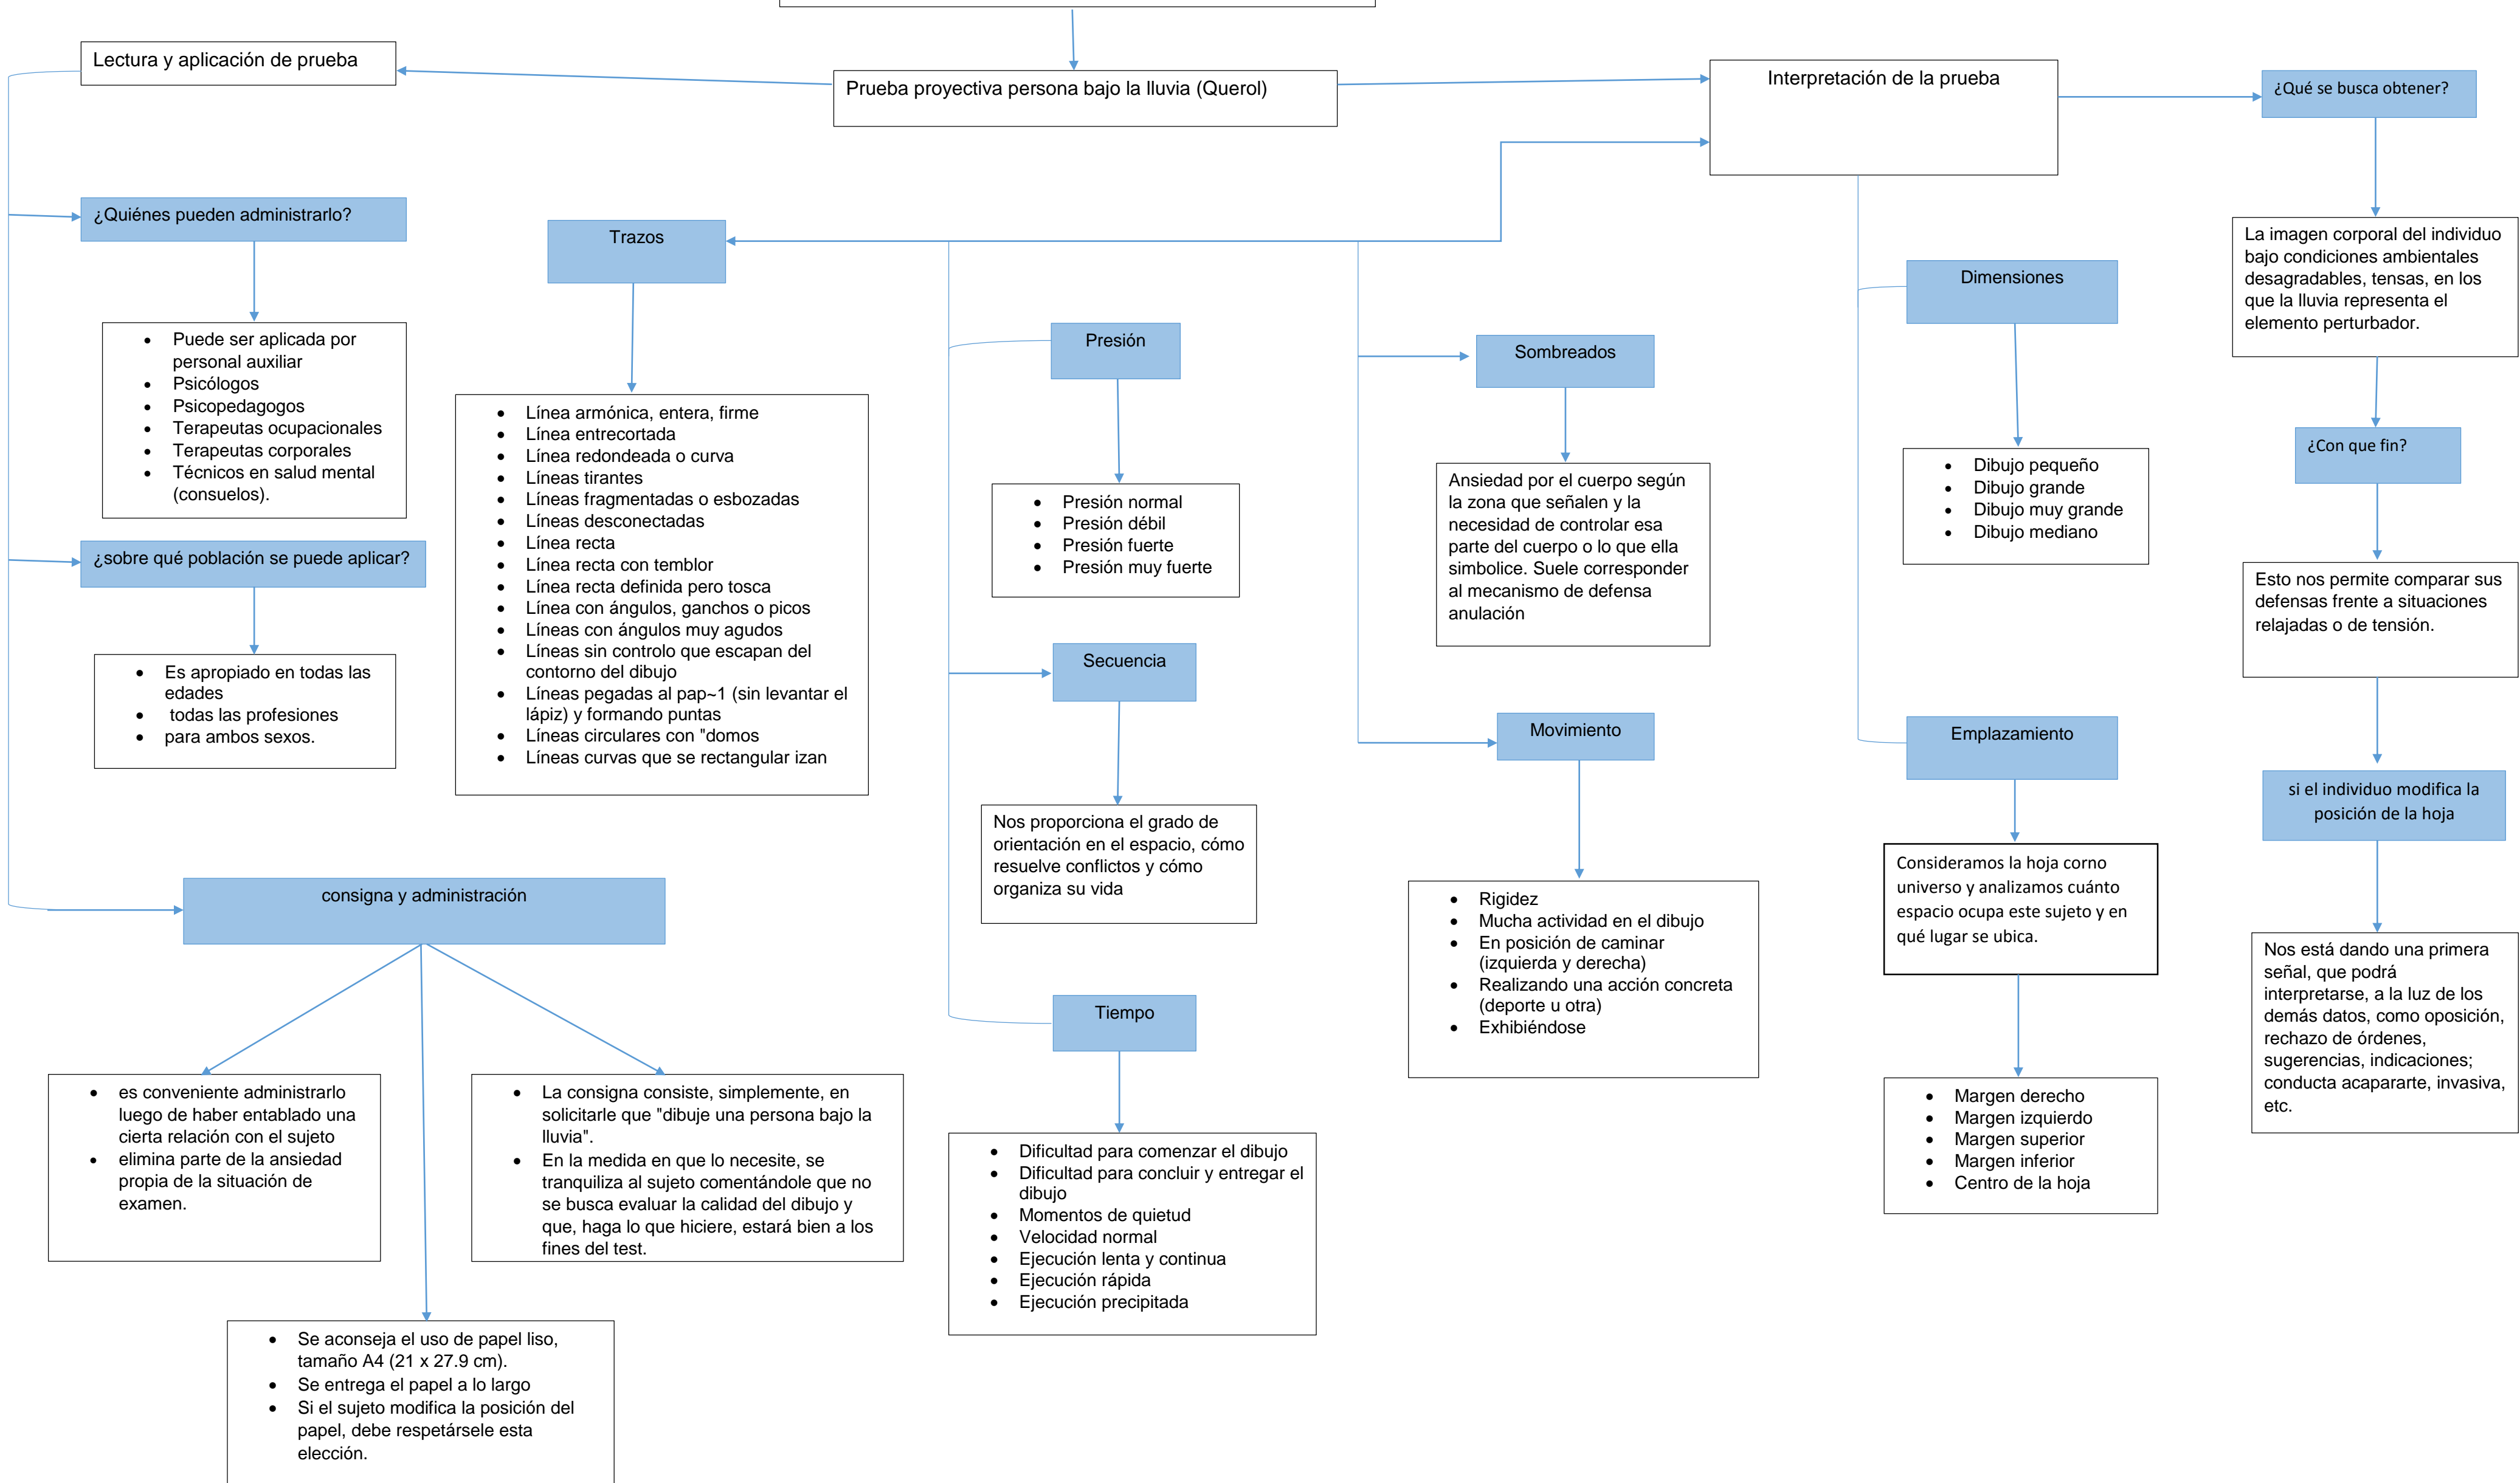 Lectura y aplicación de prueba
Prueba proyectiva persona bajo la lluvia (Querol)
Interpretación de la prueba
¿Qué se busca obtener?
¿Quiénes pueden administrarlo?
• Puede ser aplicada por
personal auxiliar
• Psicólogos
• Psicopedagogos
• Terapeutas ocupacionales
• Terapeutas corporales
• Técnicos en salud mental
(consuelos).
¿sobre qué población se puede aplicar?
• Es apropiado en todas las
edades
• todas las profesiones
• para ambos sexos.
consigna y administración
• es conveniente administrarlo
luego de haber entablado una
cierta relación con el sujeto
• elimina parte de la ansiedad
propia de la situación de
examen.
• La consigna consiste, simplemente, en
solicitarle que "dibuje una persona bajo la
lluvia".
• En la medida en que lo necesite, se
tranquiliza al sujeto comentándole que no
se busca evaluar la calidad del dibujo y
que, haga lo que hiciere, estará bien a los
fines del test.
• Se aconseja el uso de papel liso,
tamaño A4 (21 x 27.9 cm).
• Se entrega el papel a lo largo
• Si el sujeto modifica la posición del
papel, debe respetársele esta
elección.
Trazos
• Línea armónica, entera, firme
• Línea entrecortada
• Línea redondeada o curva
• Líneas tirantes
• Líneas fragmentadas o esbozadas
• Líneas desconectadas
• Línea recta
• Línea recta con temblor
• Línea recta definida pero tosca
• Línea con ángulos, ganchos o picos
• Líneas con ángulos muy agudos
• Líneas sin controlo que escapan del
contorno del dibujo
• Líneas pegadas al pap~1 (sin levantar el
lápiz) y formando puntas
• Líneas circulares con "domos
• Líneas curvas que se rectangular izan
Presión
• Presión normal
• Presión débil
• Presión fuerte
• Presión muy fuerte
Secuencia
Nos proporciona el grado de
orientación en el espacio, cómo
resuelve conflictos y cómo
organiza su vida
Tiempo
• Dificultad para comenzar el dibujo
• Dificultad para concluir y entregar el
dibujo
• Momentos de quietud
• Velocidad normal
• Ejecución lenta y continua
• Ejecución rápida
• Ejecución precipitada
Sombreados
Ansiedad por el cuerpo según
la zona que señalen y la
necesidad de controlar esa
parte del cuerpo o lo que ella
simbolice. Suele corresponder
al mecanismo de defensa
anulación
Movimiento
• Rigidez
• Mucha actividad en el dibujo
• En posición de caminar
(izquierda y derecha)
• Realizando una acción concreta
(deporte u otra)
• Exhibiéndose
Dimensiones
• Dibujo pequeño
• Dibujo grande
• Dibujo muy grande
• Dibujo mediano
Emplazamiento
Consideramos la hoja corno
universo y analizamos cuánto
espacio ocupa este sujeto y en
qué lugar se ubica.
• Margen derecho
• Margen izquierdo
• Margen superior
• Margen inferior
• Centro de la hoja
La imagen corporal del individuo
bajo condiciones ambientales
desagradables, tensas, en los
que la lluvia representa el
elemento perturbador.
¿Con que fin?
Esto nos permite comparar sus
defensas frente a situaciones
relajadas o de tensión.
si el individuo modifica la
posición de la hoja
Nos está dando una primera
señal, que podrá
interpretarse, a la luz de los
demás datos, como oposición,
rechazo de órdenes,
sugerencias, indicaciones;
conducta acapararte, invasiva,
etc.